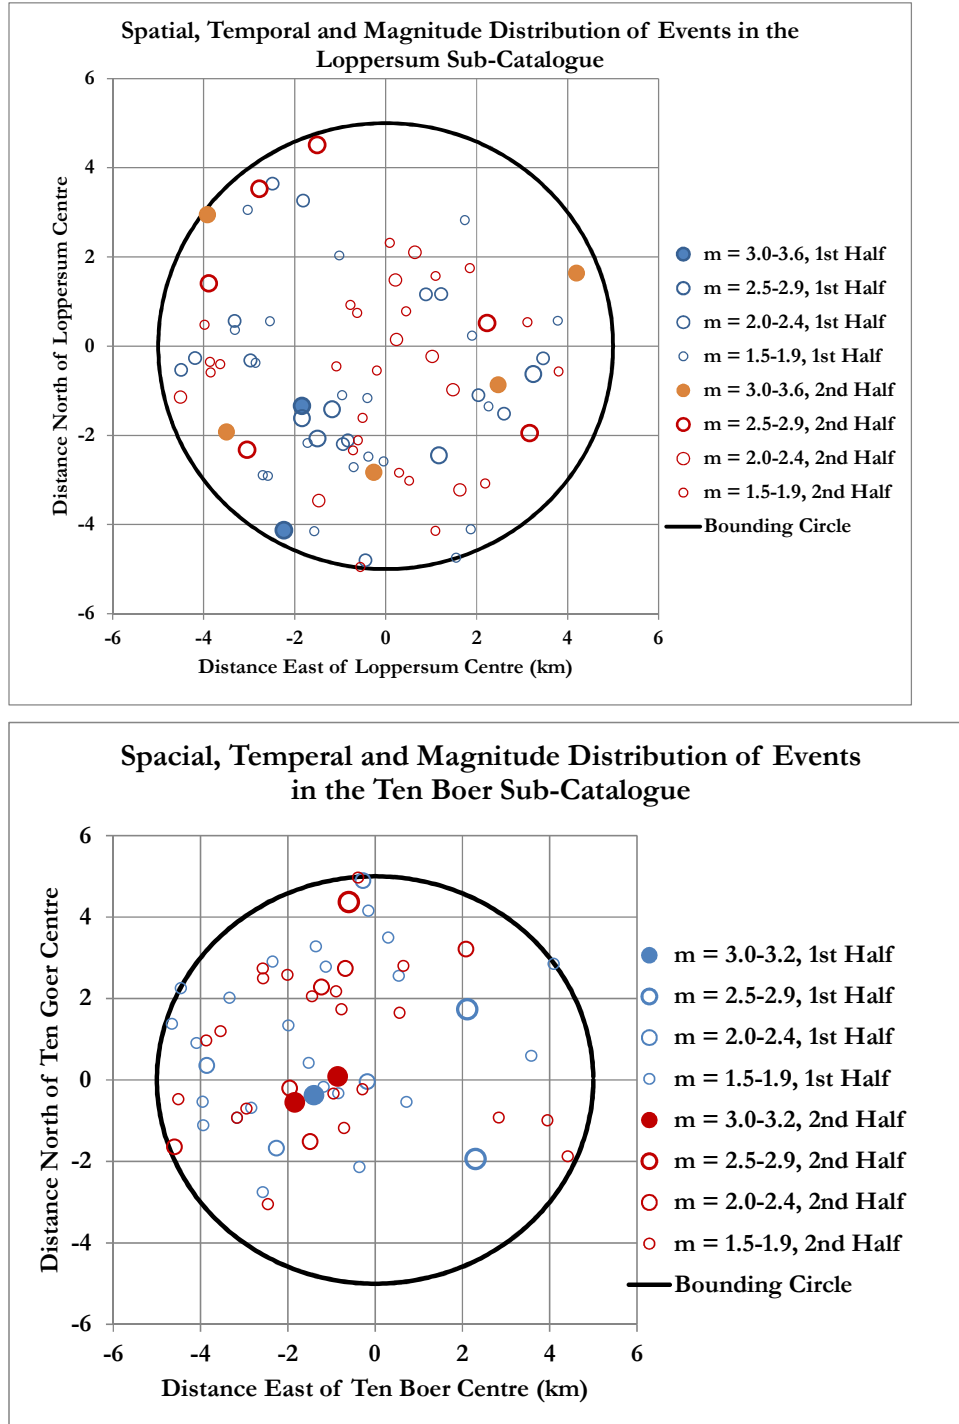 Spatial, Temporal and Magnitude Distribution of Events in the
Loppersum Sub-Catalogue
6
4
2
0
-2
-4
-6
-6
-4
-2
0
2
4
6
Distance North of Loppersum Centre
Distance East of Loppersum Centre (km)
m = 3.0-3.6, 1st Half
m = 2.5-2.9, 1st Half
m = 2.0-2.4, 1st Half
m = 1.5-1.9, 1st Half
m = 3.0-3.6, 2nd Half
m = 2.5-2.9, 2nd Half
m = 2.0-2.4, 2nd Half
m = 1.5-1.9, 2nd Half
Bounding Circle
Spacial, Temperal and Magnitude Distribution of Events
in the Ten Boer Sub-Catalogue
6
4
2
0
-2
-4
-6
-6
-4
-2
0
2
4
6
Distance North of Ten Goer Centre
Distance East of Ten Boer Centre (km)
m = 3.0-3.2, 1st Half
m = 2.5-2.9, 1st Half
m = 2.0-2.4, 1st Half
m = 1.5-1.9, 1st Half
m = 3.0-3.2, 2nd Half
m = 2.5-2.9, 2nd Half
m = 2.0-2.4, 2nd Half
m = 1.5-1.9, 2nd Half
Bounding Circle